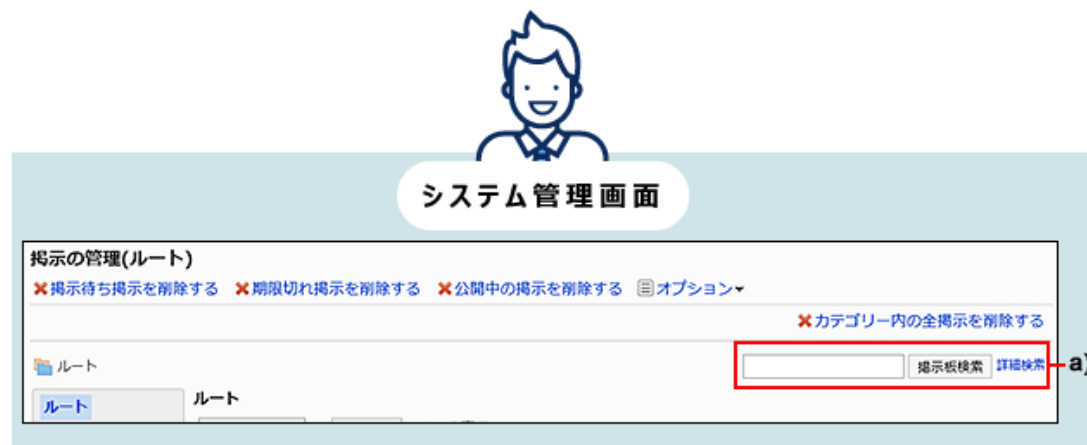 システム管理画面
掲示の管理(ルート)
掲示待ち掲示を削除する 期限切れ掲示を削除する 公開中の掲示を削除する オプション
カテゴリー内の全掲示を削除する
ルート
掲示板検索 詳細検索 a)
ルート ルート